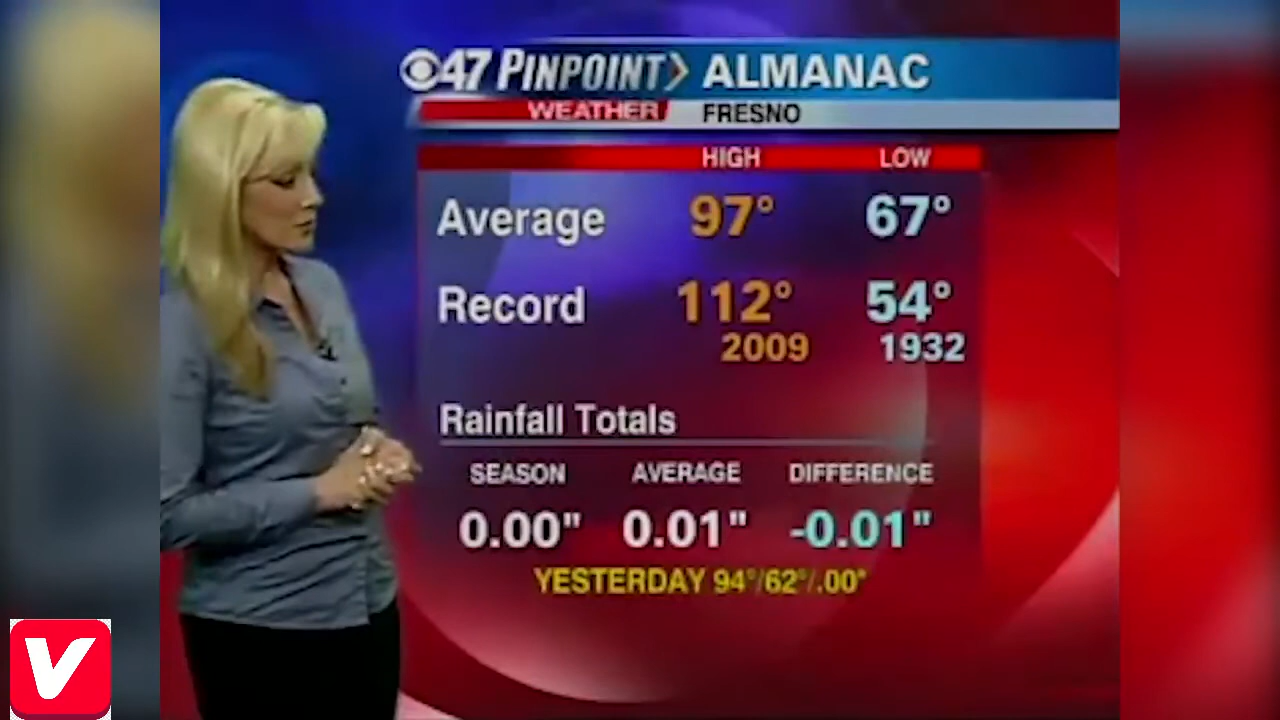 47 PINPOINT ALMANAC
WEATHER FRESNO
HIGH LOW
Average 97° 67°
Record 112° 54°
2009 1932
Rainfall Totals
SEASON AVERAGE DIFFERENCE
0.00" 0.01" -0.01"
YESTERDAY 94°/62°/.00"
V